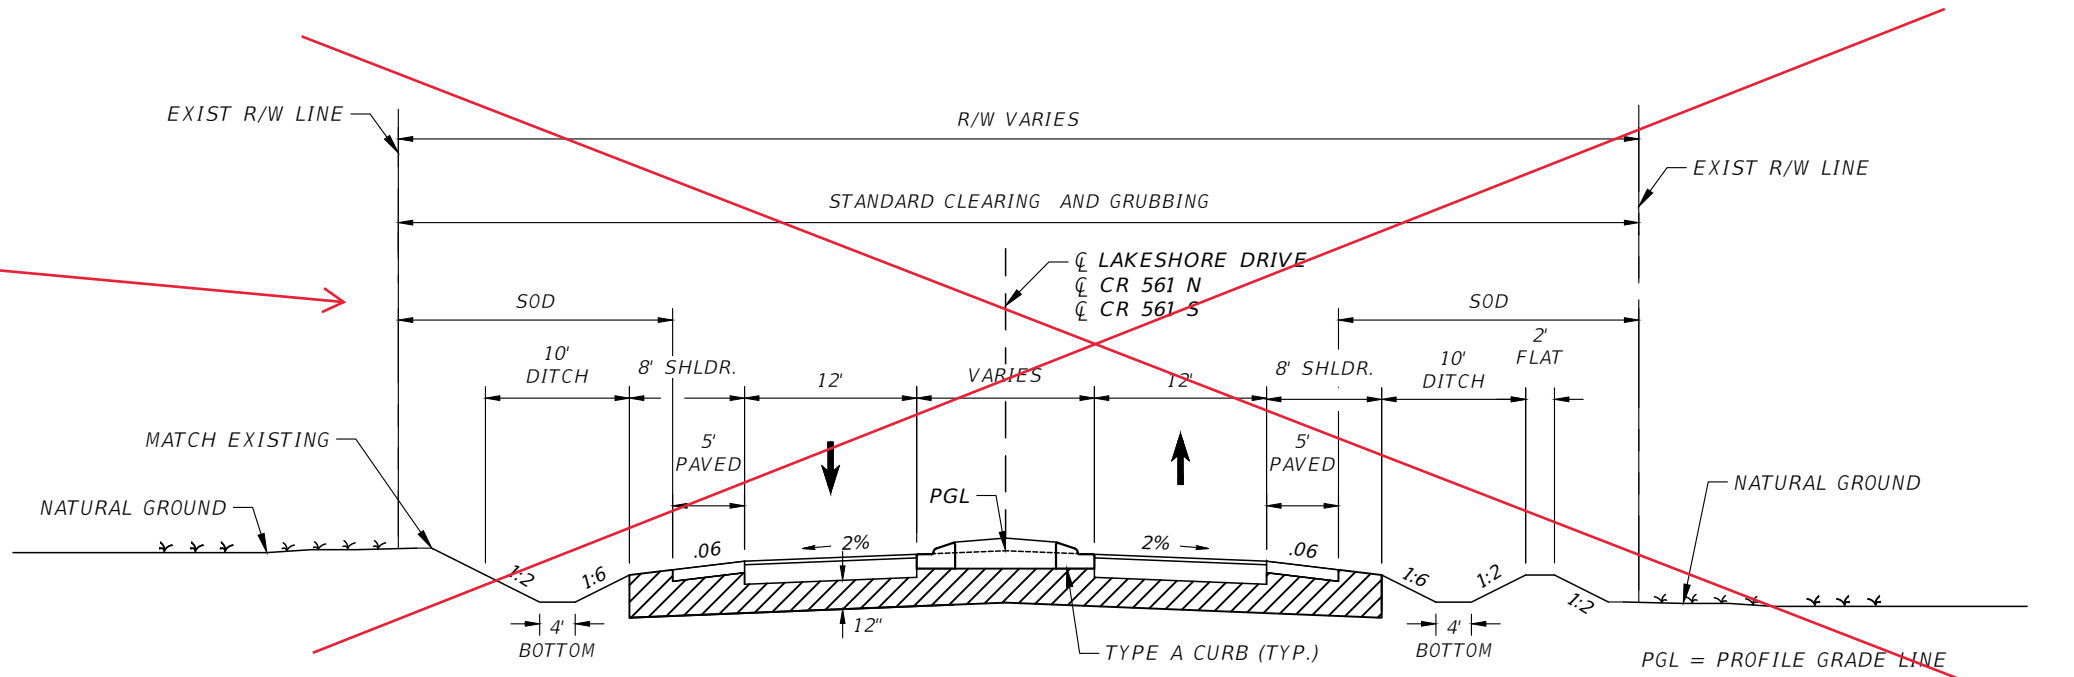 EXIST R/W LINE
R/W VARIES
EXIST R/W LINE
STANDARD CLEARING AND GRUBBING
℄ LAKESHORE DRIVE
℄ CR 561 N
℄ CR 561 S
SOD
SOD
10'
DITCH
8' SHLDR.
12'
VARIES
12'
8' SHLDR.
10'
DITCH
2'
FLAT
MATCH EXISTING
5'
PAVED
5'
PAVED
NATURAL GROUND
PGL
NATURAL GROUND
.06
2%
2%
.06
1:2
1:6
1:6
1:2
1:2
4'
BOTTOM
12"
TYPE A CURB (TYP.)
4'
BOTTOM
PGL = PROFILE GRADE LINE